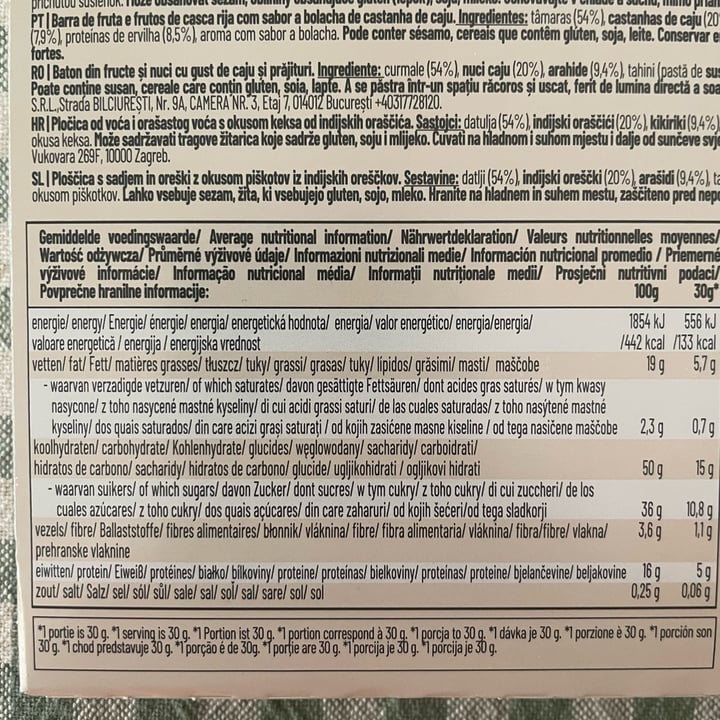 PT | Barra de fruta e frutos de casca rija com sabor a bolacha de castanha de caju. Ingredientes: tâmaras (54%), castanhas de caju (20
(7,9%), proteínas de ervilha (8,5%), aroma com sabor a bolacha. Pode conter sésamo, cereais que contêm glúten, soja, leite. Conservar e
fortes.
RO | Baton din fructe și nuci cu gust de caju și prăjituri. Ingrediente: curmale (54%), nuci caju (20%), arahide (9,4%), tahini (pastă de sus
Poate conține susan, cereale care conțin gluten, soia, lapte. A se păstra într-un spațiu răcoros și uscat, ferit de lumina directă a soa
S.R.L.,Strada BILCIUREȘTI, Nr. 9A, CAMERA NR. 3, Etaj 7, 014012 București +40317728120.
HR | Pločica od voća i orašastog voća s okusom keksa od indijskih oraščića. Sastojci: datulja (54%), indijski oraščići (20%), kikiriki (9,4%)
okusa keksa. Može sadržavati tragove žitarica koje sadrže gluten, soju i mlijeko. Čuvati na hladnom i suhom mjestu i dalje od sunčeve svje
Vukovara 269F, 10000 Zagreb.
SL | Ploščica s sadjem in oreški z okusom piškotov iz indijskih oreščkov. Sestavine: datlji (54%), indijski oreščki (20%), arašidi (9,4%), ta
okusom piškotkov. Lahko vsebuje sezam, žita, ki vsebujejo gluten, sojo, mleko. Hranite na hladnem in suhem mestu, zaščiteno pred nepo
Gemiddelde voedingswaarde/ Average nutritional information/ Nährwertdeklaration/ Valeurs nutritionnelles moyennes/
Wartość odżywcza/ Průměrné výživové údaje/ Informazioni nutrizionali medie/ Información nutricional promedio / Priemerné
výživové informácie/ Informação nutricional média/ Informații nutriționale medii/ Prosječni nutritivni podaci/
Povprečne hranilne informacije: 100g 30g*
energie/ energy/ Energie/ énergie/ energia/ energetická hodnota/ energia/ valor energético/ energia/energia/ 1854 kJ 556 kJ
valoare energetică / energija / energijska vrednost /442 kcal /133 kcal
vetten/ fat/ Fett/ matières grasses/ tłuszcz/ tuky/ grassi/ grasas/ tuky/ lípidos/ grăsimi/ masti/ maščobe 19 g 5,7 g
- waarvan verzadigde vetzuren/ of which saturates/ davon gesättigte Fettsäuren/ dont acides gras saturés/ w tym kwasy
nasycone/ z toho nasycené mastné kyseliny/ di cui acidi grassi saturi/ de las cuales saturadas/ z toho nasýtené mastné
kyseliny/ dos quais saturados/ din care acizi grași saturați / od kojih zasićene masne kiseline / od tega nasičene maščobe 2,3 g 0,7 g
koolhydraten/ carbohydrate/ Kohlenhydrate/ glucides/ węglowodany/ sacharidy/ carboidrati/
hidratos de carbono/ sacharidy/ hidratos de carbono/ glucide/ ugljikohidrati / ogljikovi hidrati 50 g 15 g
- waarvan suikers/ of which sugars/ davon Zucker/ dont sucres/ w tym cukry/ z toho cukry/ di cui zuccheri/ de los
cuales azúcares/ z toho cukry/ dos quais açúcares/ din care zaharuri/ od kojih šećeri/od tega sladkorji 36 g 10,8 g
vezels/ fibre/ Ballaststoffe/ fibres alimentaires/ błonnik/ vláknina/ fibre/ fibra alimentaria/ vláknina/ fibra/fibre/ vlakna/ 3,6 g 1,1 g
prehranske vlaknine
eiwitten/ protein/ Eiweiß/ protéines/ białko/ bílkoviny/ proteine/ proteínas/ bielkoviny/ proteínas/ proteine/ bjelančevine/ beljakovine 16 g 5 g
zout/ salt/ Salz/ sel/ sól/ sůl/ sale/ sal/ soľ/ sal/ sare/ sol/ sol 0,25 g 0,06 g
*1 portie is 30 g. *1 serving is 30 g. *1 Portion ist 30 g. *1 portion correspond à 30 g. *1 porcja to 30 g. *1 dávka je 30 g. *1 porzione è 30 g. *1 porción son
30 g. *1 chod predstavuje 30 g. *1 porção é de 30g. *1 porție are 30 g. *1 porcija je 30 g. *1 porcija je 30 g.